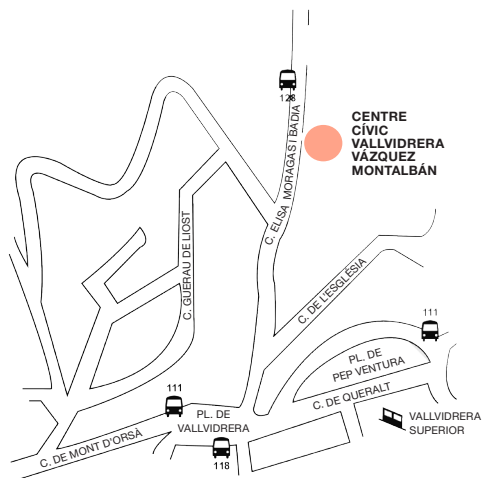 128
CENTRE
CÍVIC
VALLVIDRERA
VÁZQUEZ
MONTALBÁN
C. ELISA MORAGAS I BADIA
C. GUERAU DE LIOST
C. DE L'ESGLÉSIA
111
PL. DE
PEP VENTURA
C. DE QUERALT
111
PL. DE
VALLVIDRERA
VALLVIDRERA
SUPERIOR
C. DE MONT D'ORSÀ
118